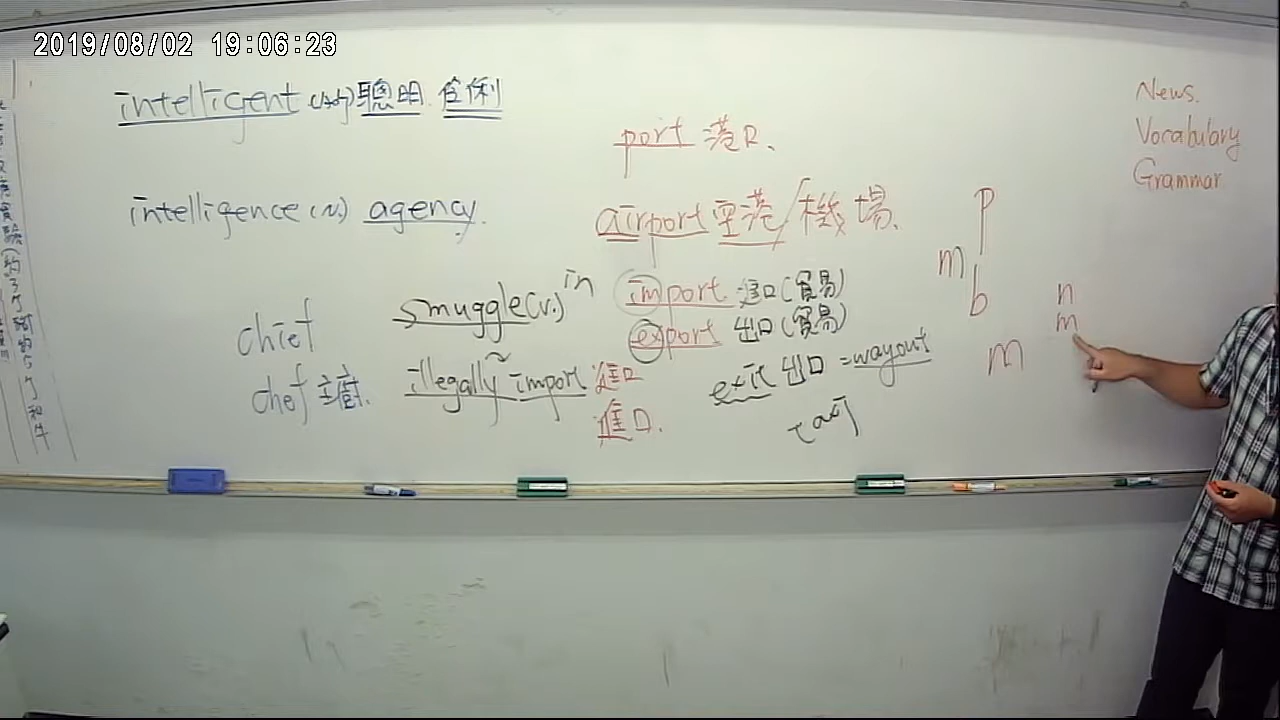 2019/08/02 19:06:23
intelligent (adj) 聰明 伶俐
intelligence (n.) agency.
chief
chef 主廚.
smuggle (v.) in
illegally~import 進口
進口.
port 港口.
airport 空港/機場.
import 進口(貿易)
export 出口(貿易)
exit 出口 = wayout
p
m
b
m
n
m
News.
Vocabulary
Grammar